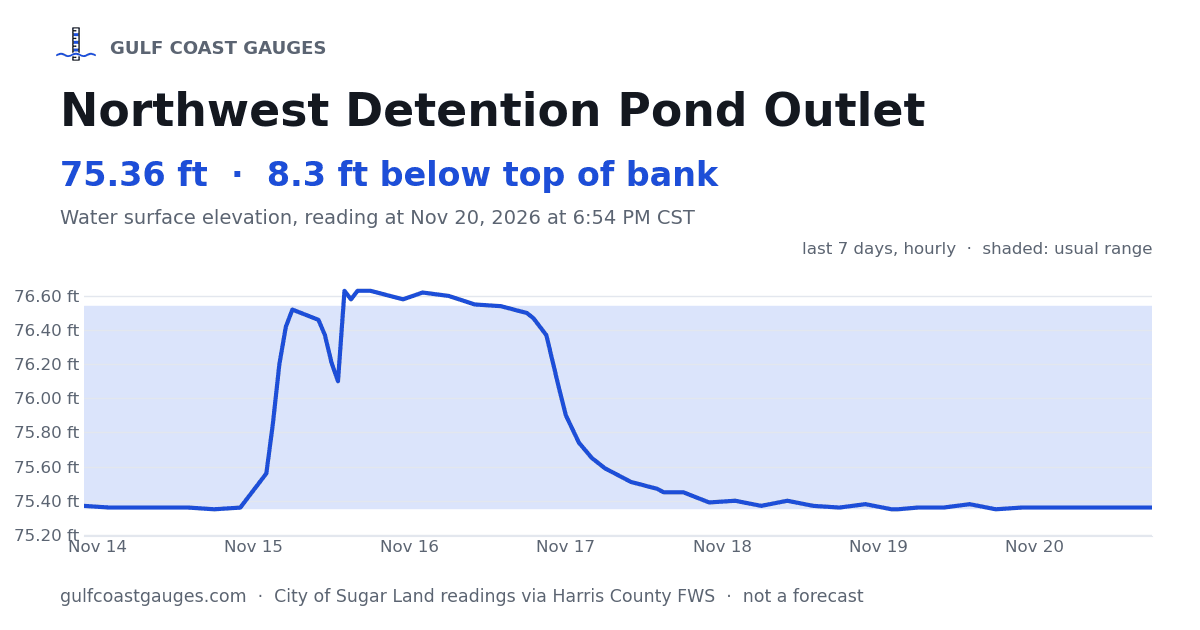 GULF COAST GAUGES
Northwest Detention Pond Outlet
75.36 ft · 8.3 ft below top of bank
Water surface elevation, reading at Nov 20, 2026 at 6:54 PM CST
last 7 days, hourly · shaded: usual range
76.60 ft
76.40 ft
76.20 ft
76.00 ft
75.80 ft
75.60 ft
75.40 ft
75.20 ft
Nov 14 Nov 15 Nov 16 Nov 17 Nov 18 Nov 19 Nov 20
gulfcoastgauges.com · City of Sugar Land readings via Harris County FWS · not a forecast